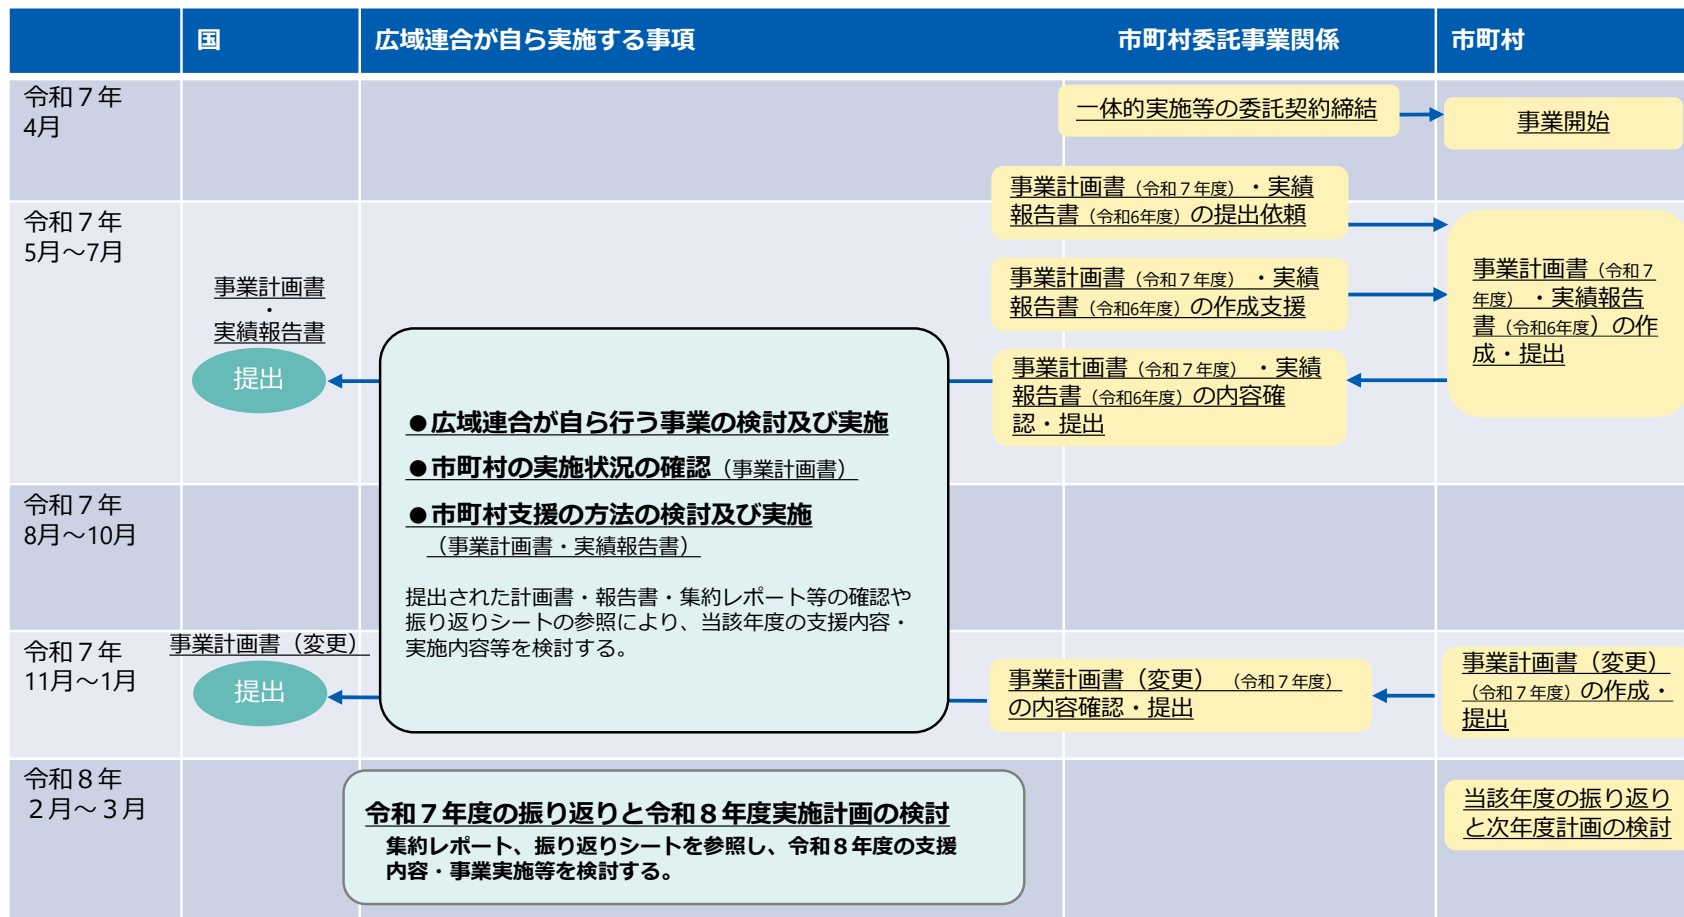 国
広域連合が自ら実施する事項
市町村委託事業関係
市町村
令和７年
4月
一体的実施等の委託契約締結
事業開始
令和７年
5月～7月
事業計画書（令和７年度）・実績
報告書（令和6年度）の提出依頼
事業計画書（令和７年度）・実績
報告書（令和6年度）の作成支援
事業計画書（令和７年度）・実績
報告書（令和6年度）の内容確
認・提出
事業計画書（令和７
年度）・実績報告
書（令和6年度）の作
成・提出
事業計画書
・
実績報告書
提出
●広域連合が自ら行う事業の検討及び実施
●市町村の実施状況の確認（事業計画書）
●市町村支援の方法の検討及び実施
（事業計画書・実績報告書）
提出された計画書・報告書・集約レポート等の確認や
振り返りシートの参照により、当該年度の支援内容・
実施内容等を検討する。
令和７年
8月～10月
令和７年
11月～1月
事業計画書（変更）
提出
事業計画書（変更）（令和７年度）
の内容確認・提出
事業計画書（変更）
（令和７年度）の作成・
提出
令和８年
２月～３月
令和７年度の振り返りと令和８年度実施計画の検討
集約レポート、振り返りシートを参照し、令和８年度の支援
内容・事業実施等を検討する。
当該年度の振り返り
と次年度計画の検討